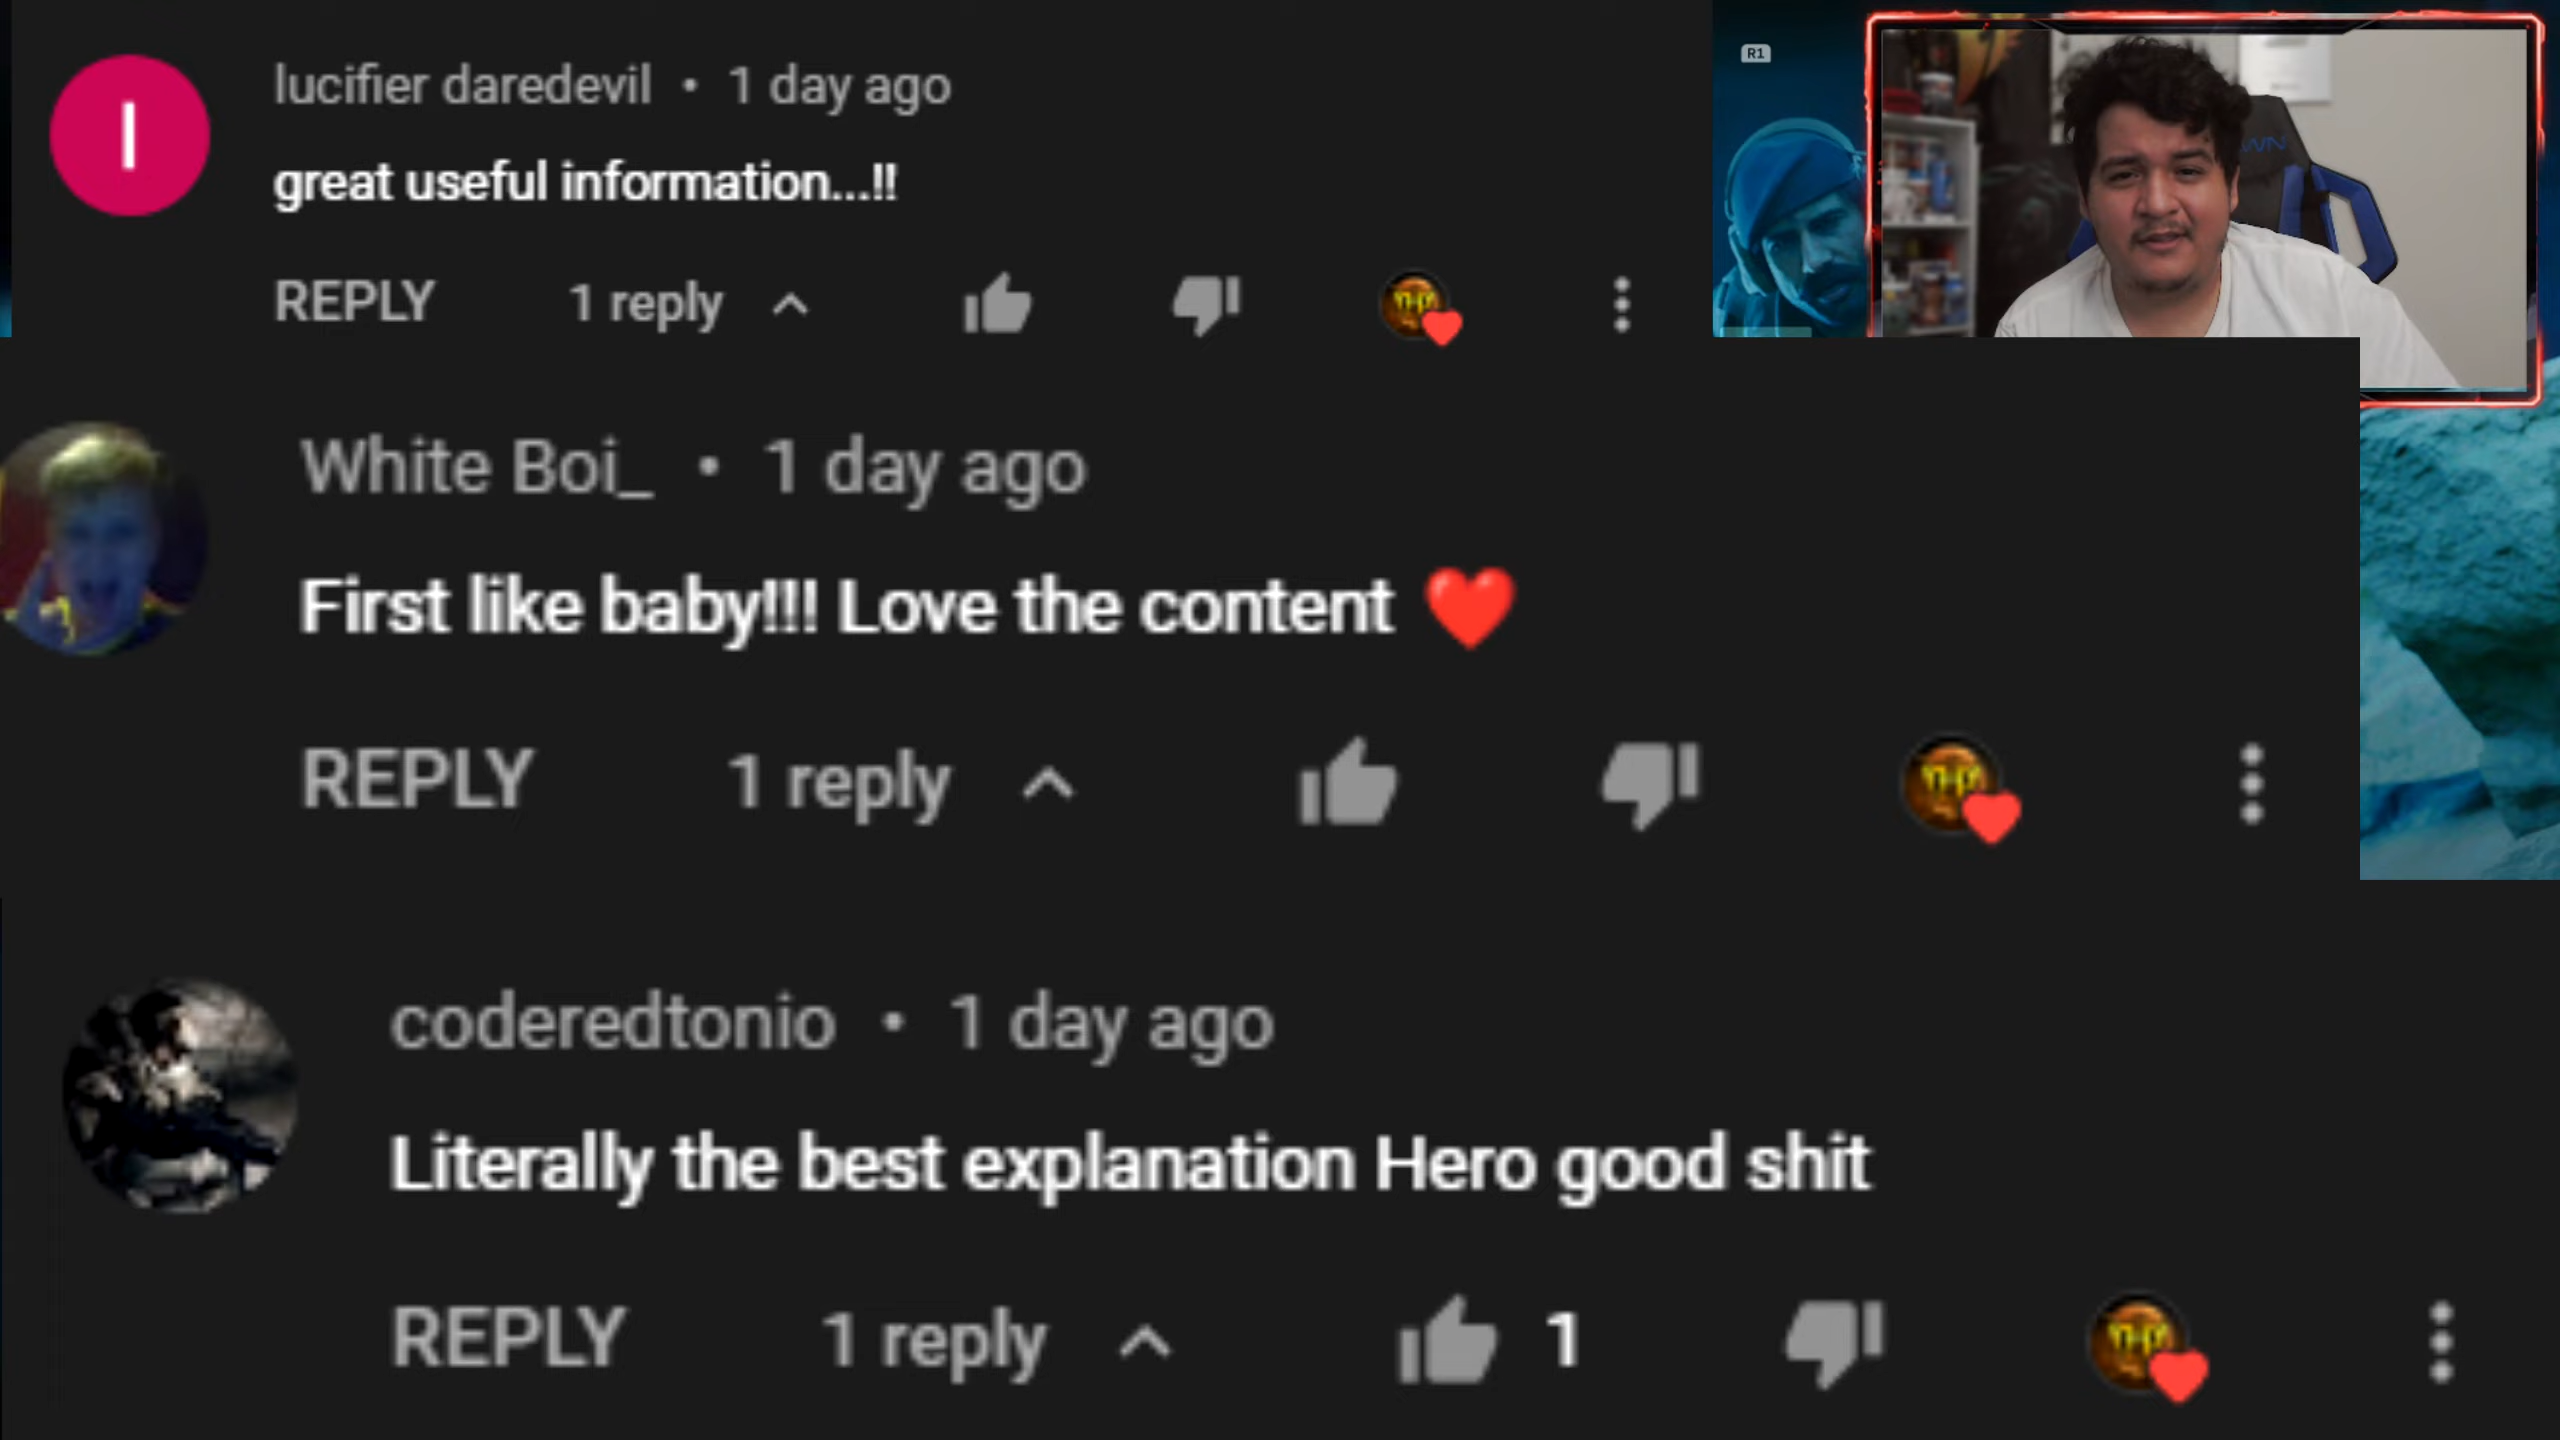 lucifier daredevil • 1 day ago
great useful information...!!
REPLY 1 reply
R1
White Boi_ • 1 day ago
First like baby!!! Love the content ❤️
REPLY 1 reply
coderedtonio • 1 day ago
Literally the best explanation Hero good shit
REPLY 1 reply 1